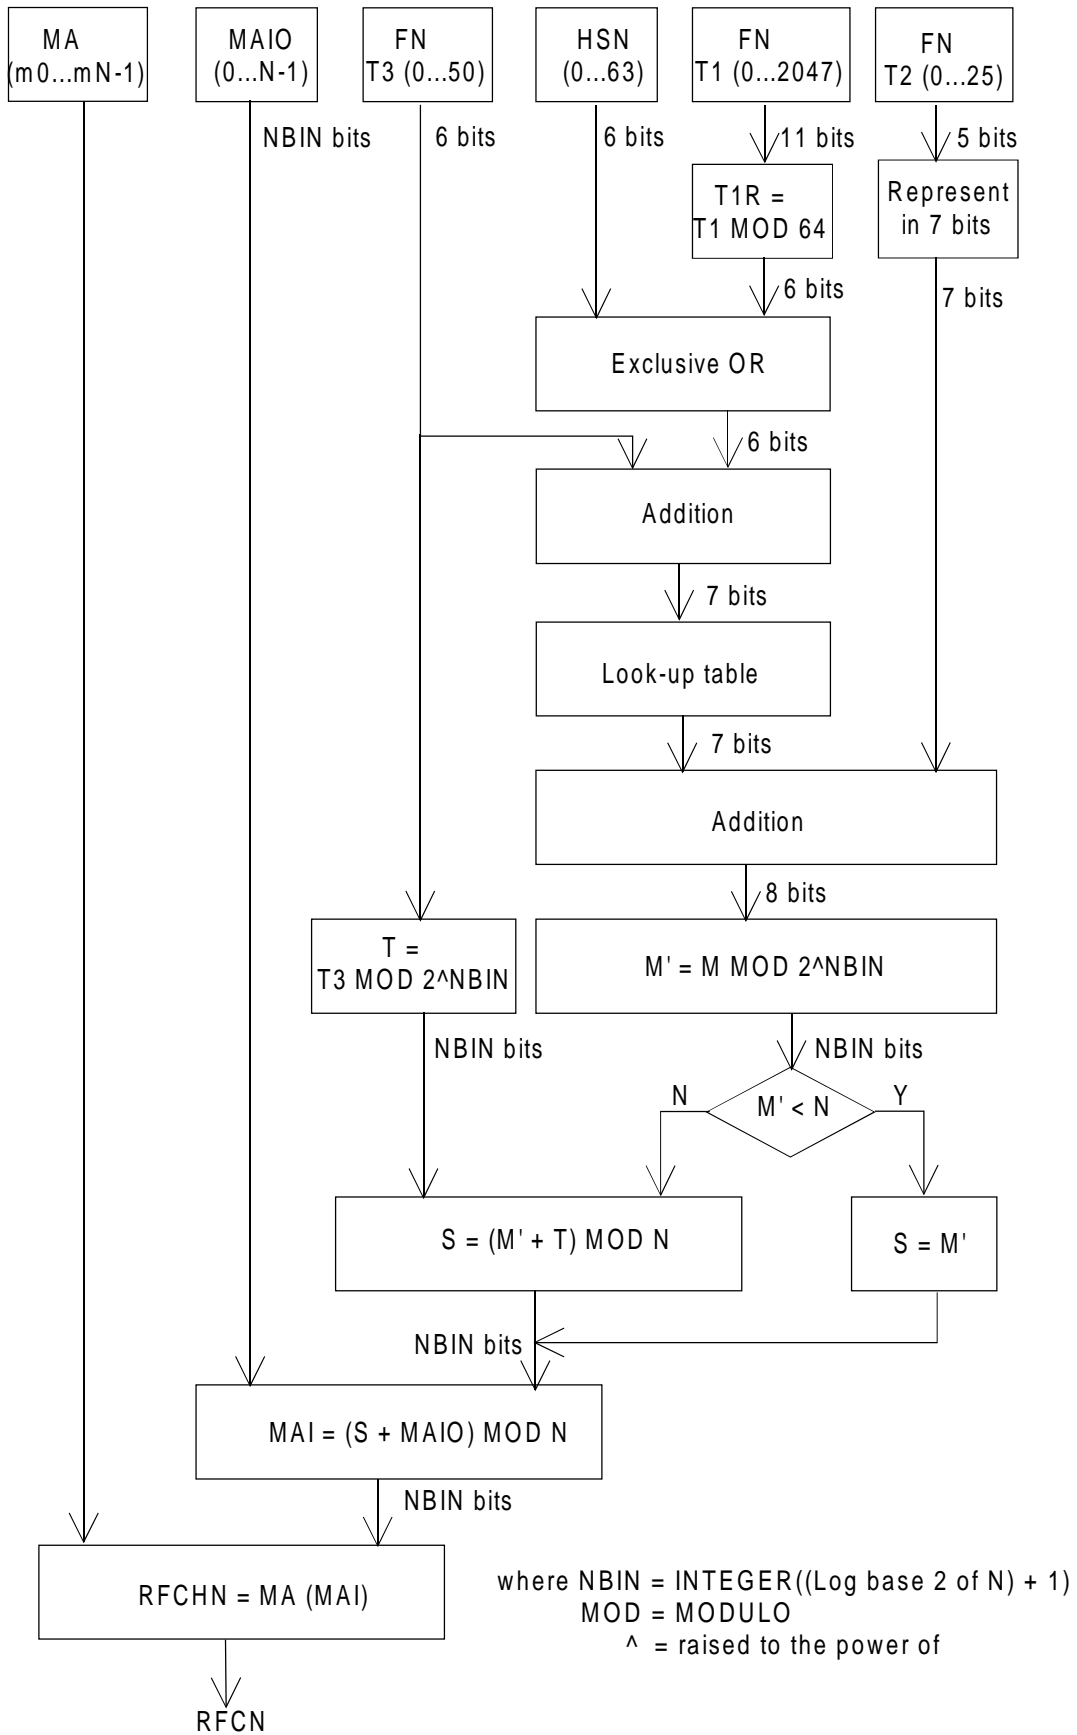 MA
(m0...mN-1)
MAIO
(0...N-1)
FN
T3 (0...50)
HSN
(0...63)
FN
T1 (0...2047)
FN
T2 (0...25)
NBIN bits
6 bits
6 bits
11 bits
5 bits
T1R =
T1 MOD 64
Represent
in 7 bits
6 bits
7 bits
Exclusive OR
6 bits
Addition
7 bits
Look-up table
7 bits
Addition
8 bits
T =
T3 MOD 2^NBIN
M' = M MOD 2^NBIN
NBIN bits
NBIN bits
N
M' < N
Y
S = (M' + T) MOD N
S = M'
NBIN bits
MAI = (S + MAIO) MOD N
NBIN bits
RFCHN = MA (MAI)
where NBIN = INTEGER((Log base 2 of N) + 1)
MOD = MODULO
^ = raised to the power of
RFCN